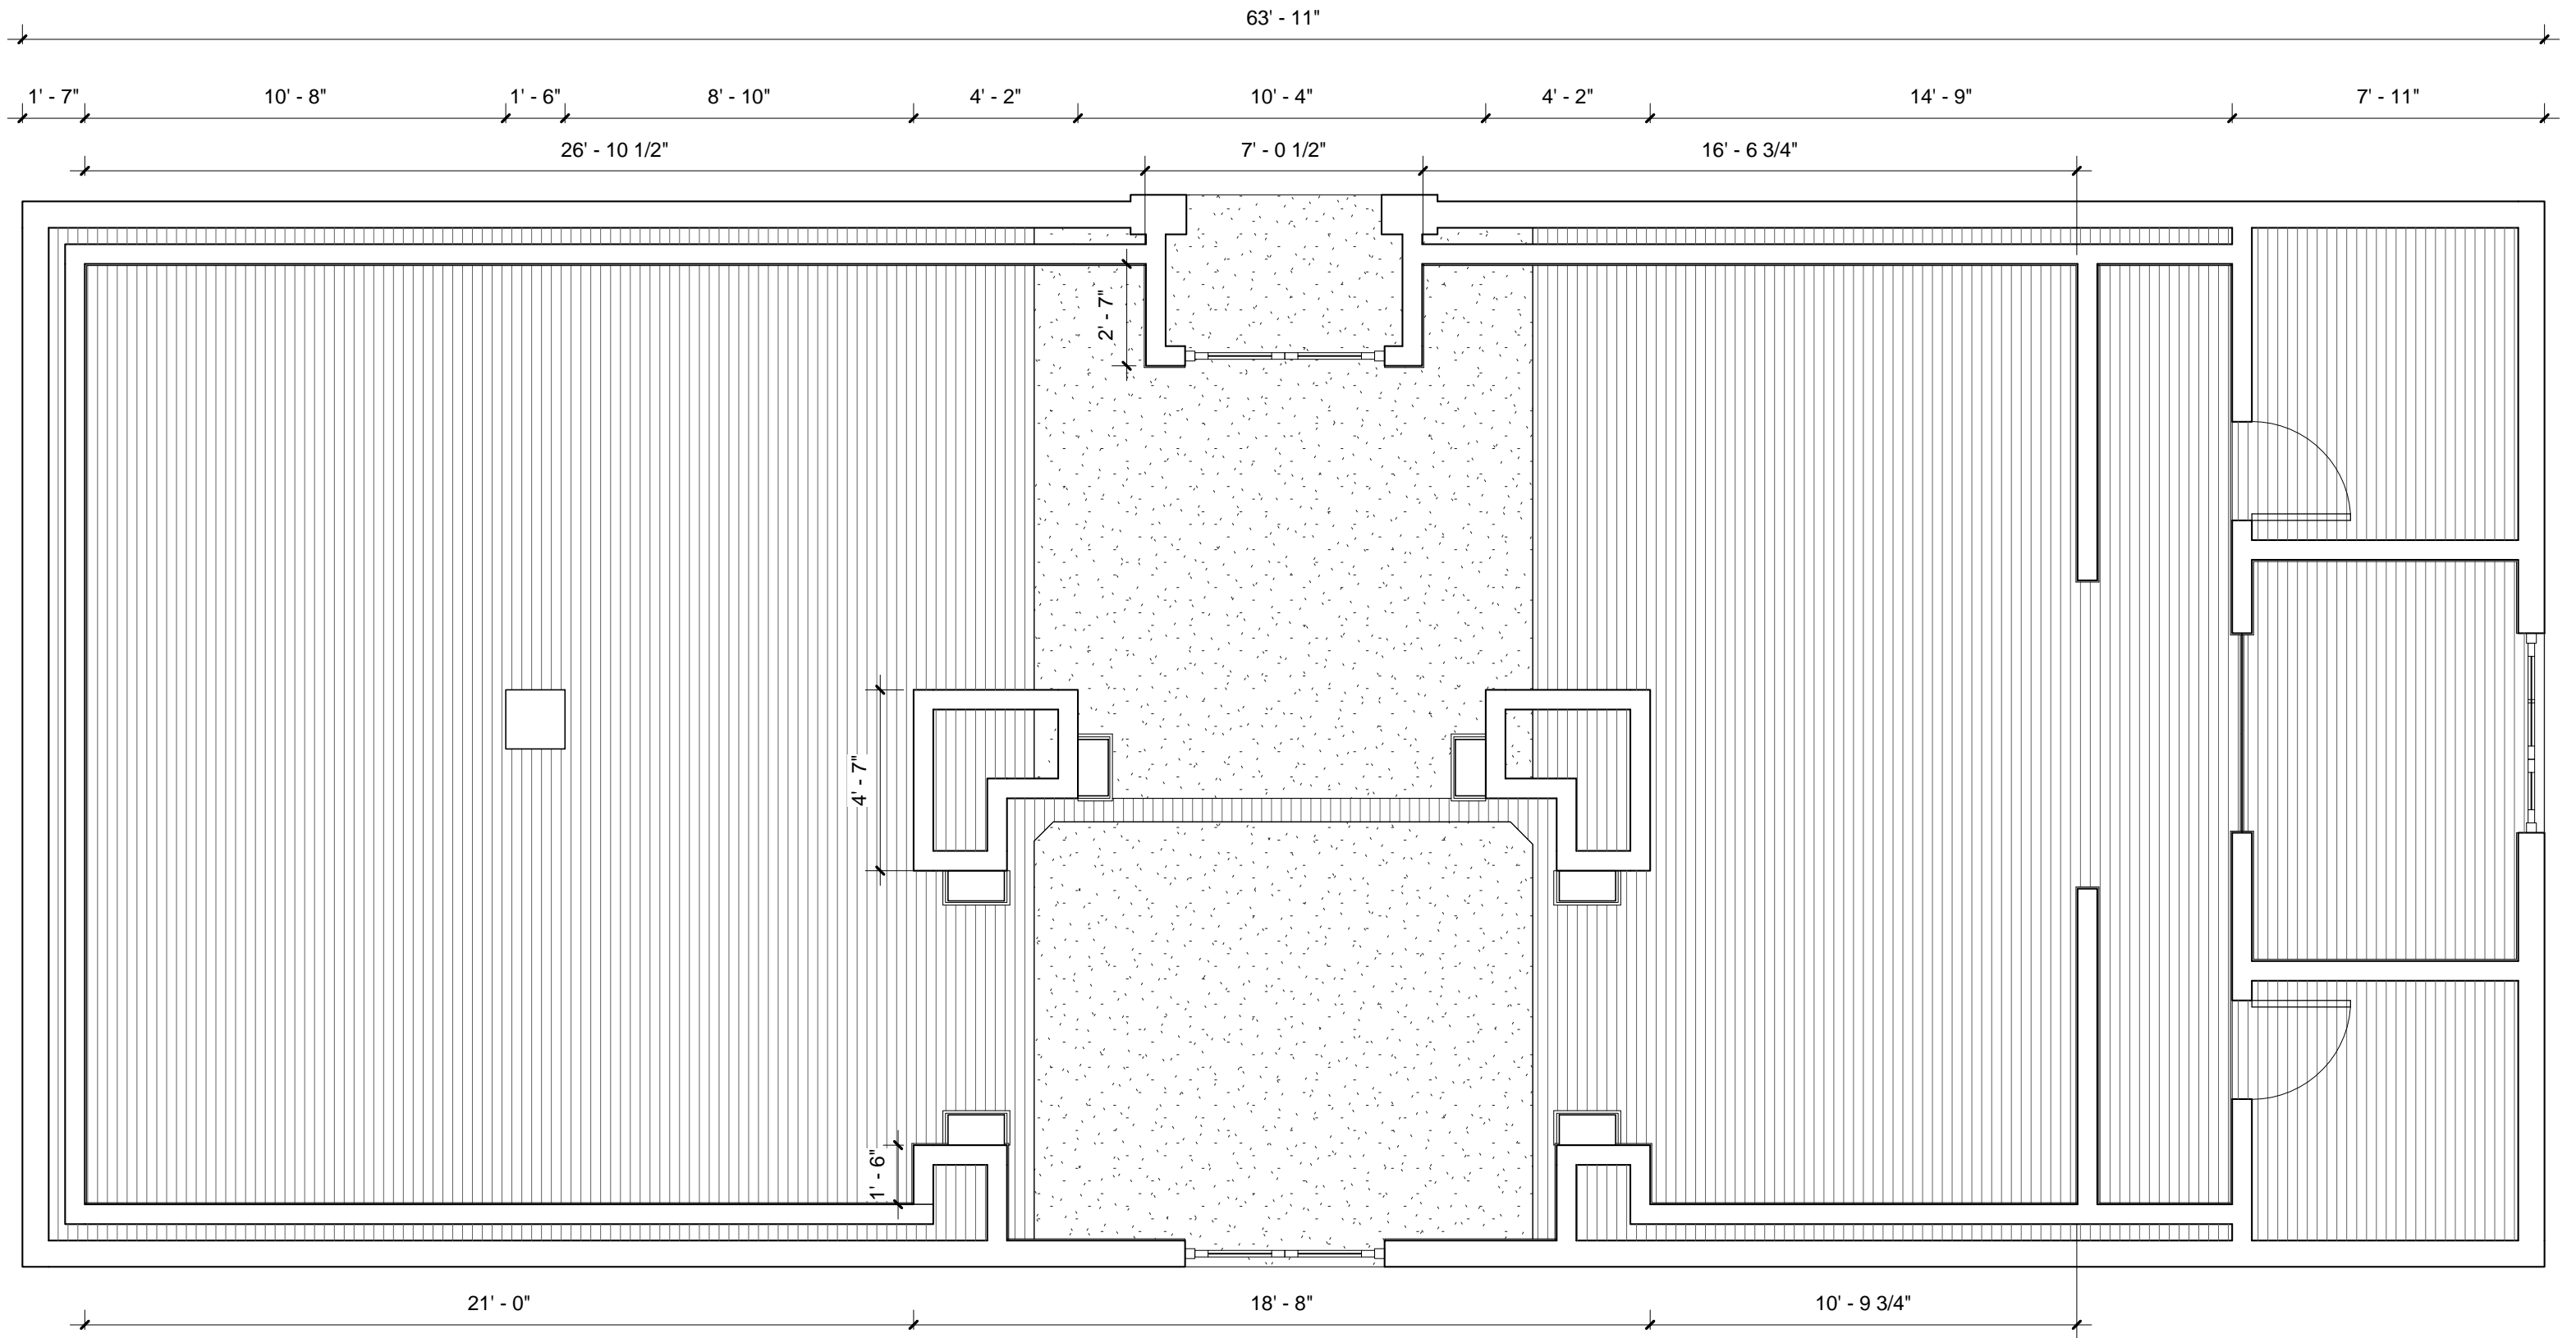 63' - 11"
1' - 7"
10' - 8"
1' - 6"
8' - 10"
4' - 2"
10' - 4"
4' - 2"
14' - 9"
7' - 11"
26' - 10 1/2"
7' - 0 1/2"
16' - 6 3/4"
2' - 7"
4' - 7"
1' - 6"
21' - 0"
18' - 8"
10' - 9 3/4"